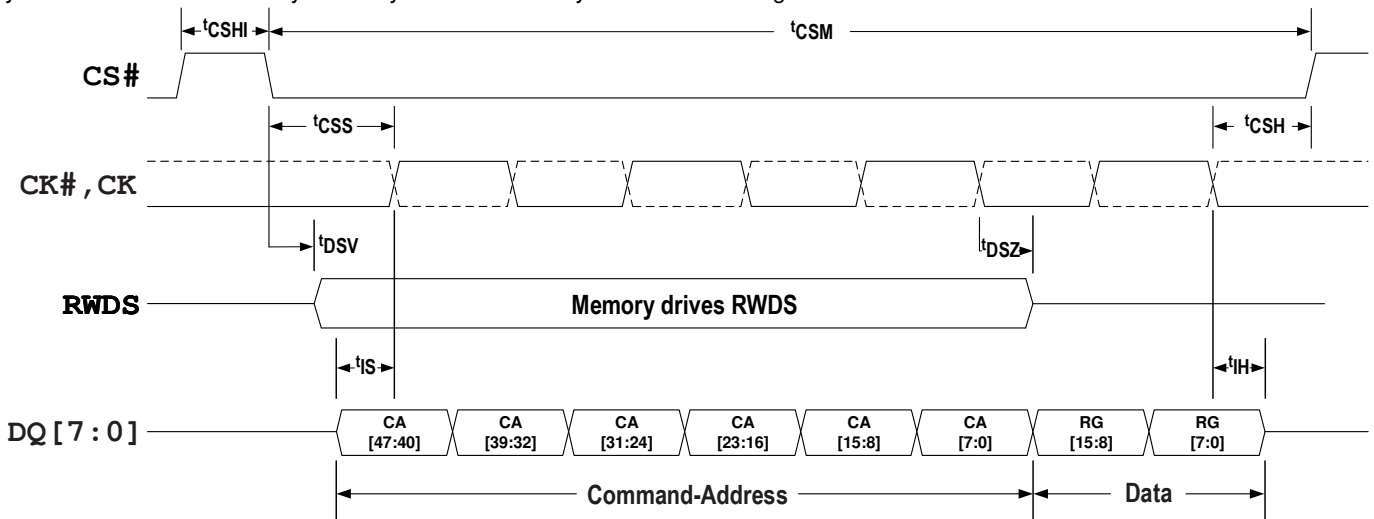 tCSHI
tCSM
CS#
tCSS
tCSH
CK#, CK
tDSV
tDSZ
RWDS
Memory drives RWDS
tIS
tIH
DQ[7:0]
CA
[47:40]
CA
[39:32]
CA
[31:24]
CA
[23:16]
CA
[15:8]
CA
[7:0]
RG
[15:8]
RG
[7:0]
Command-Address
Data